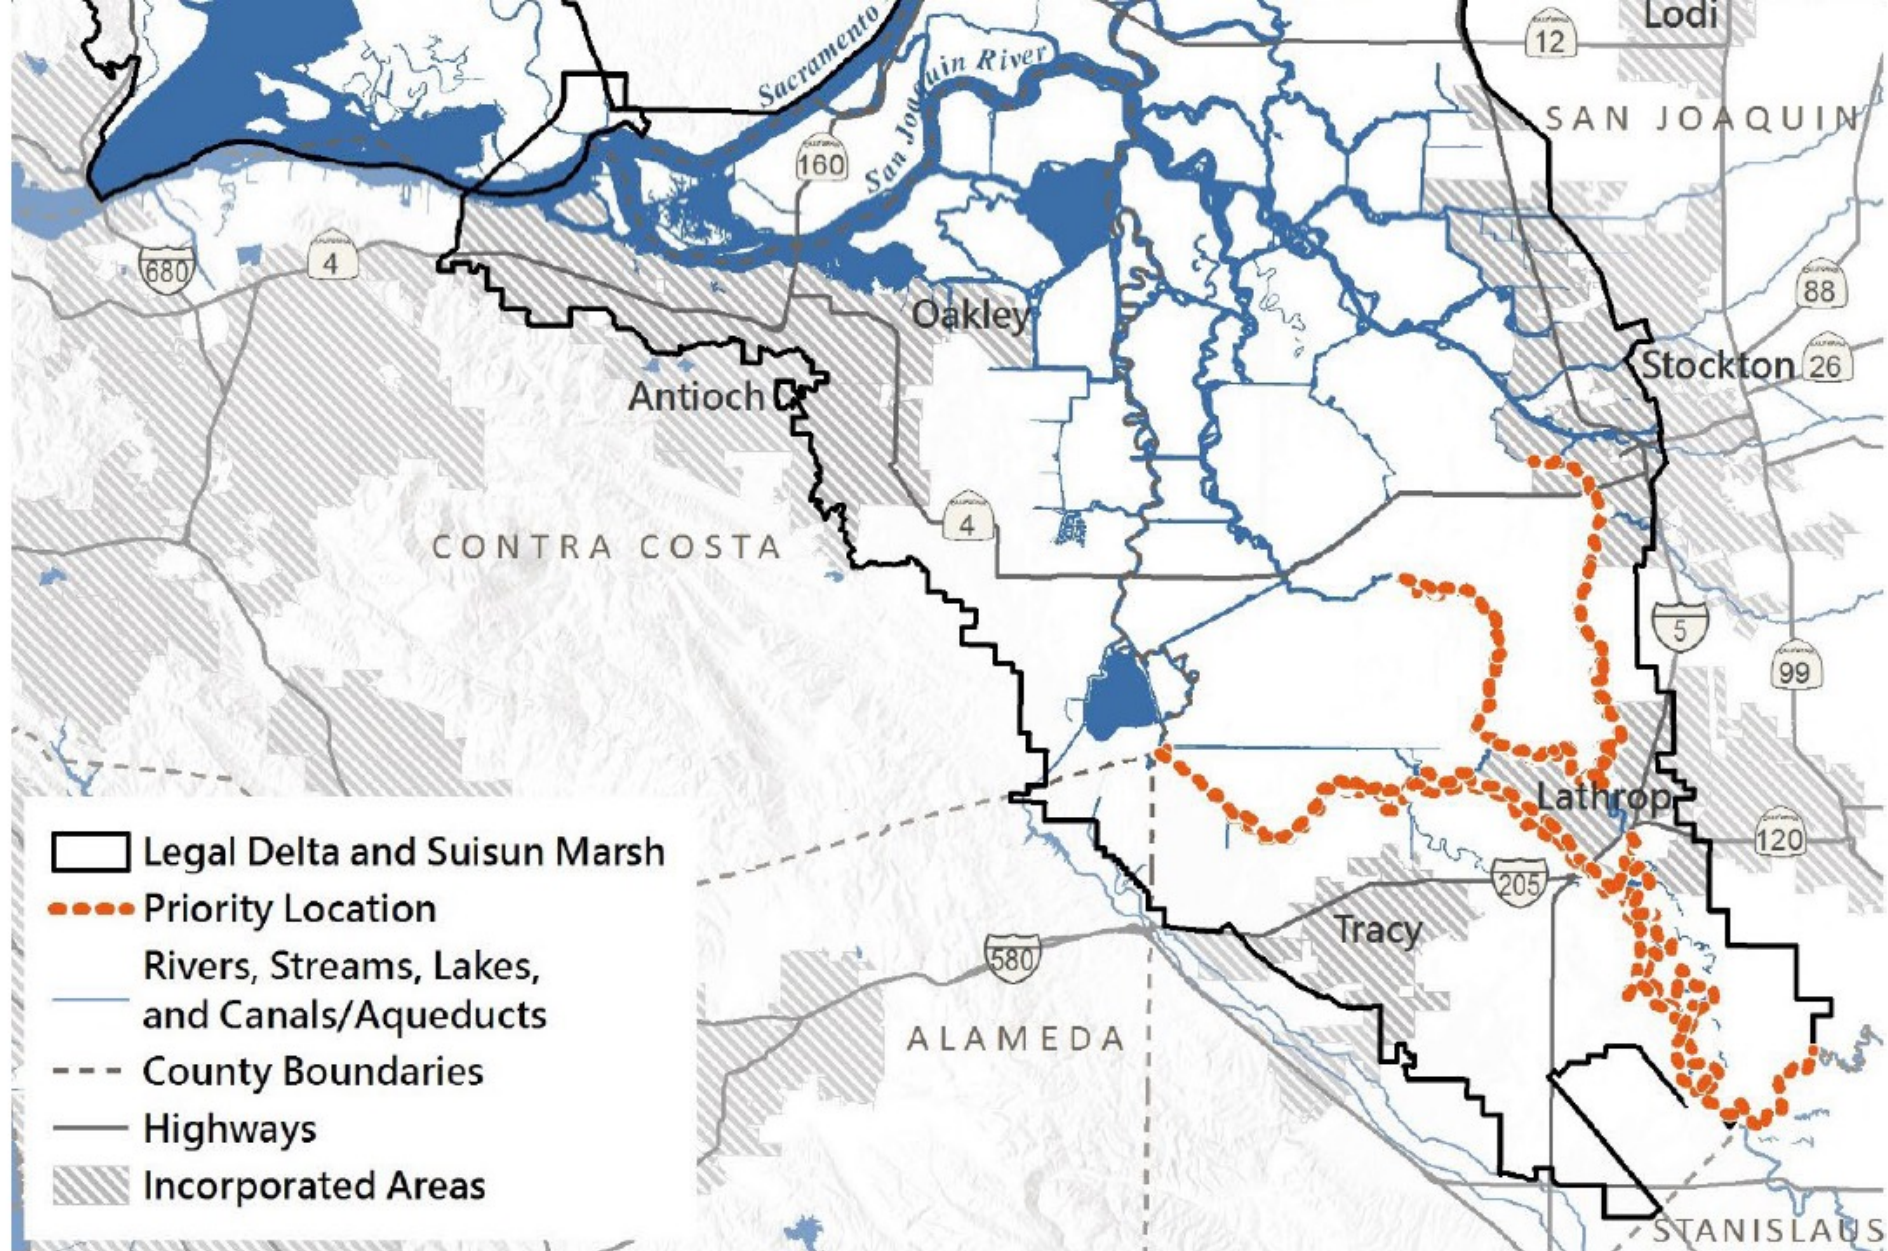 Lodi
12
Sacramento
San Joaquin River
SAN JOAQUIN
160
680
4
88
Oakley
Stockton
26
Antioch
4
CONTRA COSTA
5
99
Lathrop
120
205
Tracy
580
ALAMEDA
STANISLAUS
Legal Delta and Suisun Marsh
Priority Location
Rivers, Streams, Lakes,
and Canals/Aqueducts
County Boundaries
Highways
Incorporated Areas